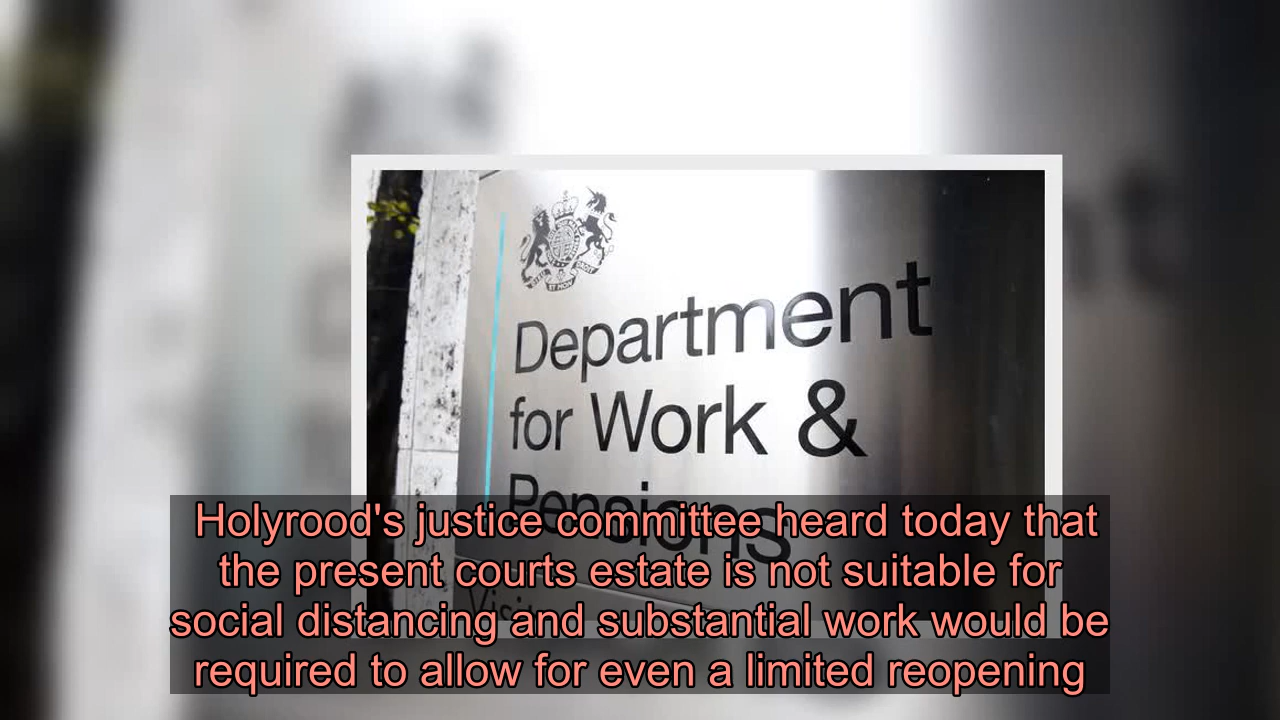 Department
for Work &
Pensions
Holyrood's justice committee heard today that
the present courts estate is not suitable for
social distancing and substantial work would be
required to allow for even a limited reopening